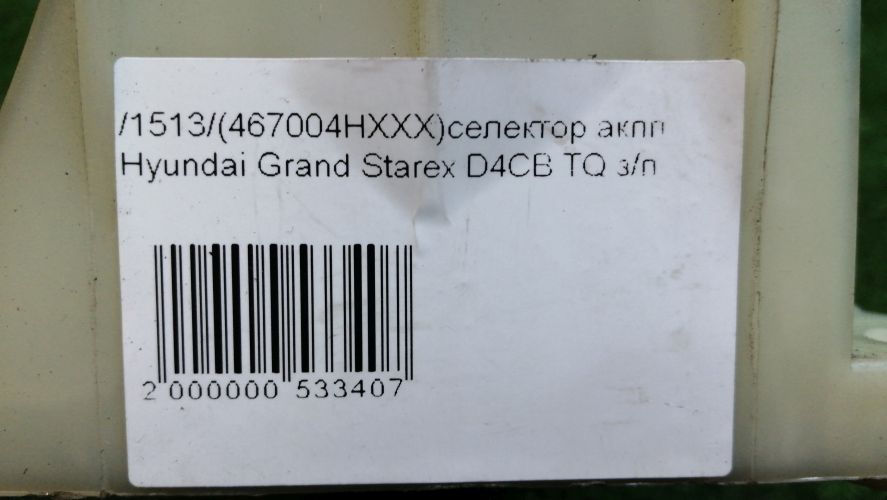 /1513/(467004HXXX)селектор акпп
Hyundai Grand Starex D4CB TQ з/п
2 000000 533407